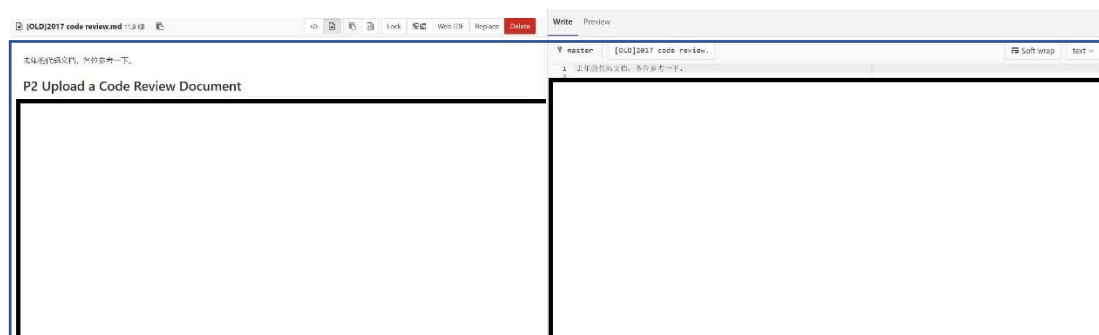 [OLD]2017 code review.md 11.9 KB
Lock 编辑 Web IDE Replace Delete
去年的代码文档，各位参考一下。
P2 Upload a Code Review Document
Write Preview
master [OLD]2017 code review.
Soft wrap text
1 去年的代码文档，各位参考一下。
2